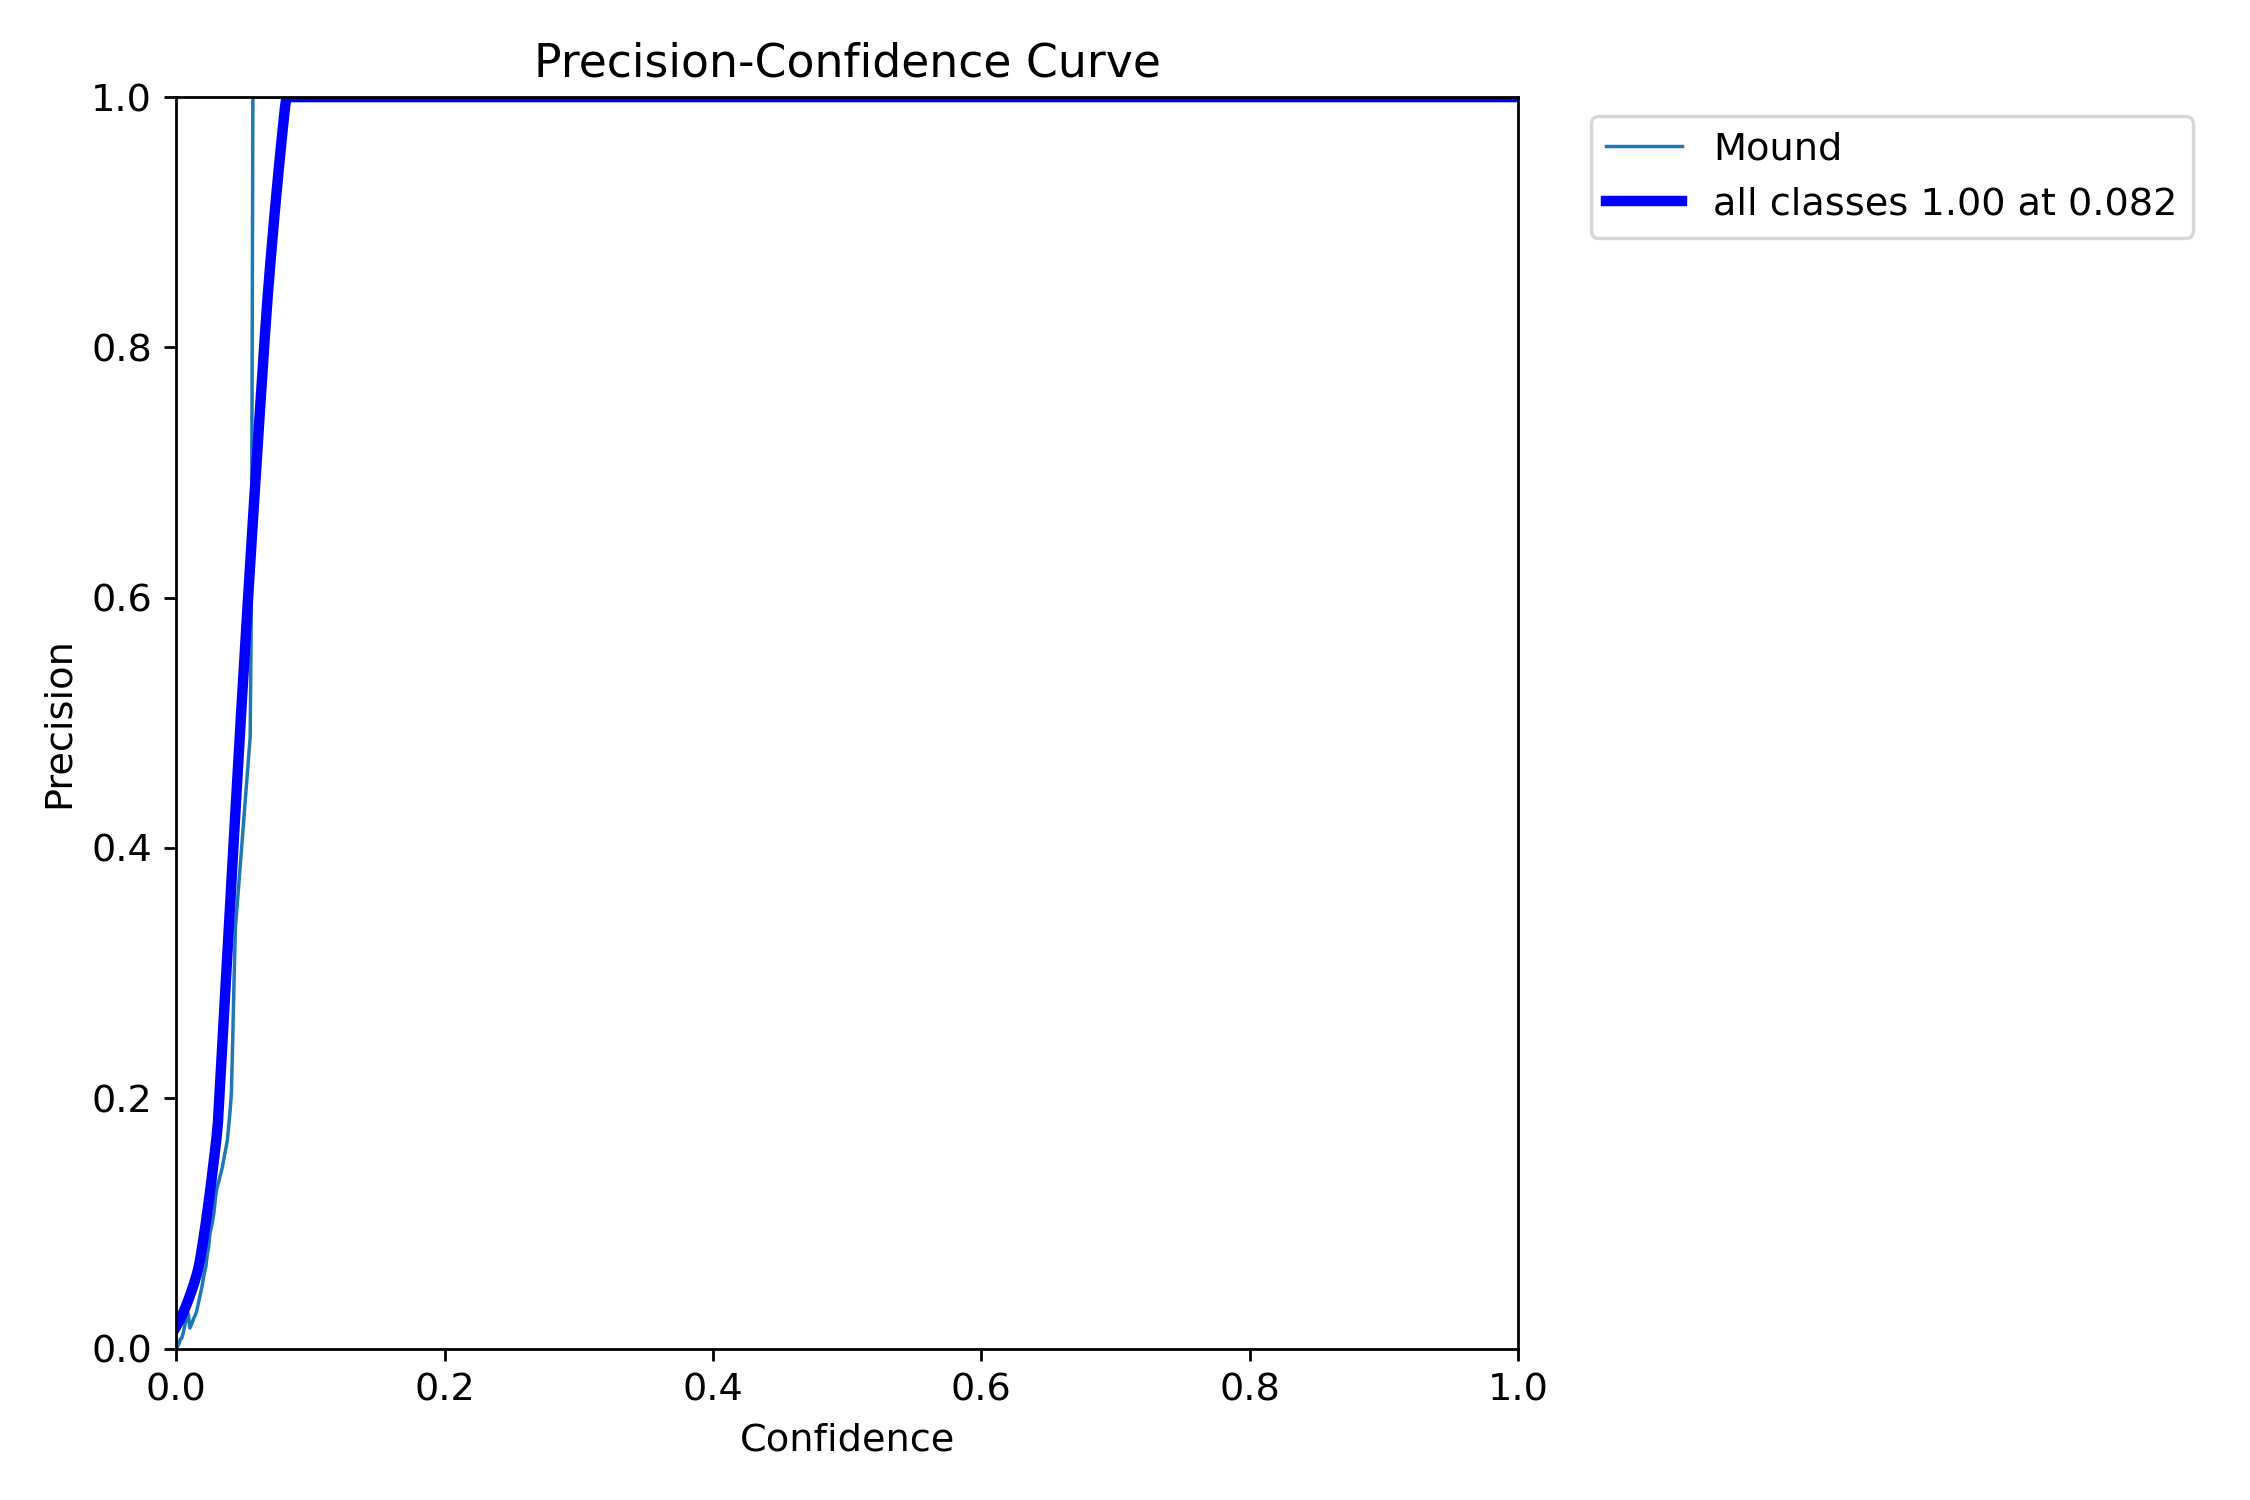 Precision-Confidence Curve
Mound
all classes 1.00 at 0.082
Precision
1.0
0.8
0.6
0.4
0.2
0.0
0.0 0.2 0.4 0.6 0.8 1.0
Confidence